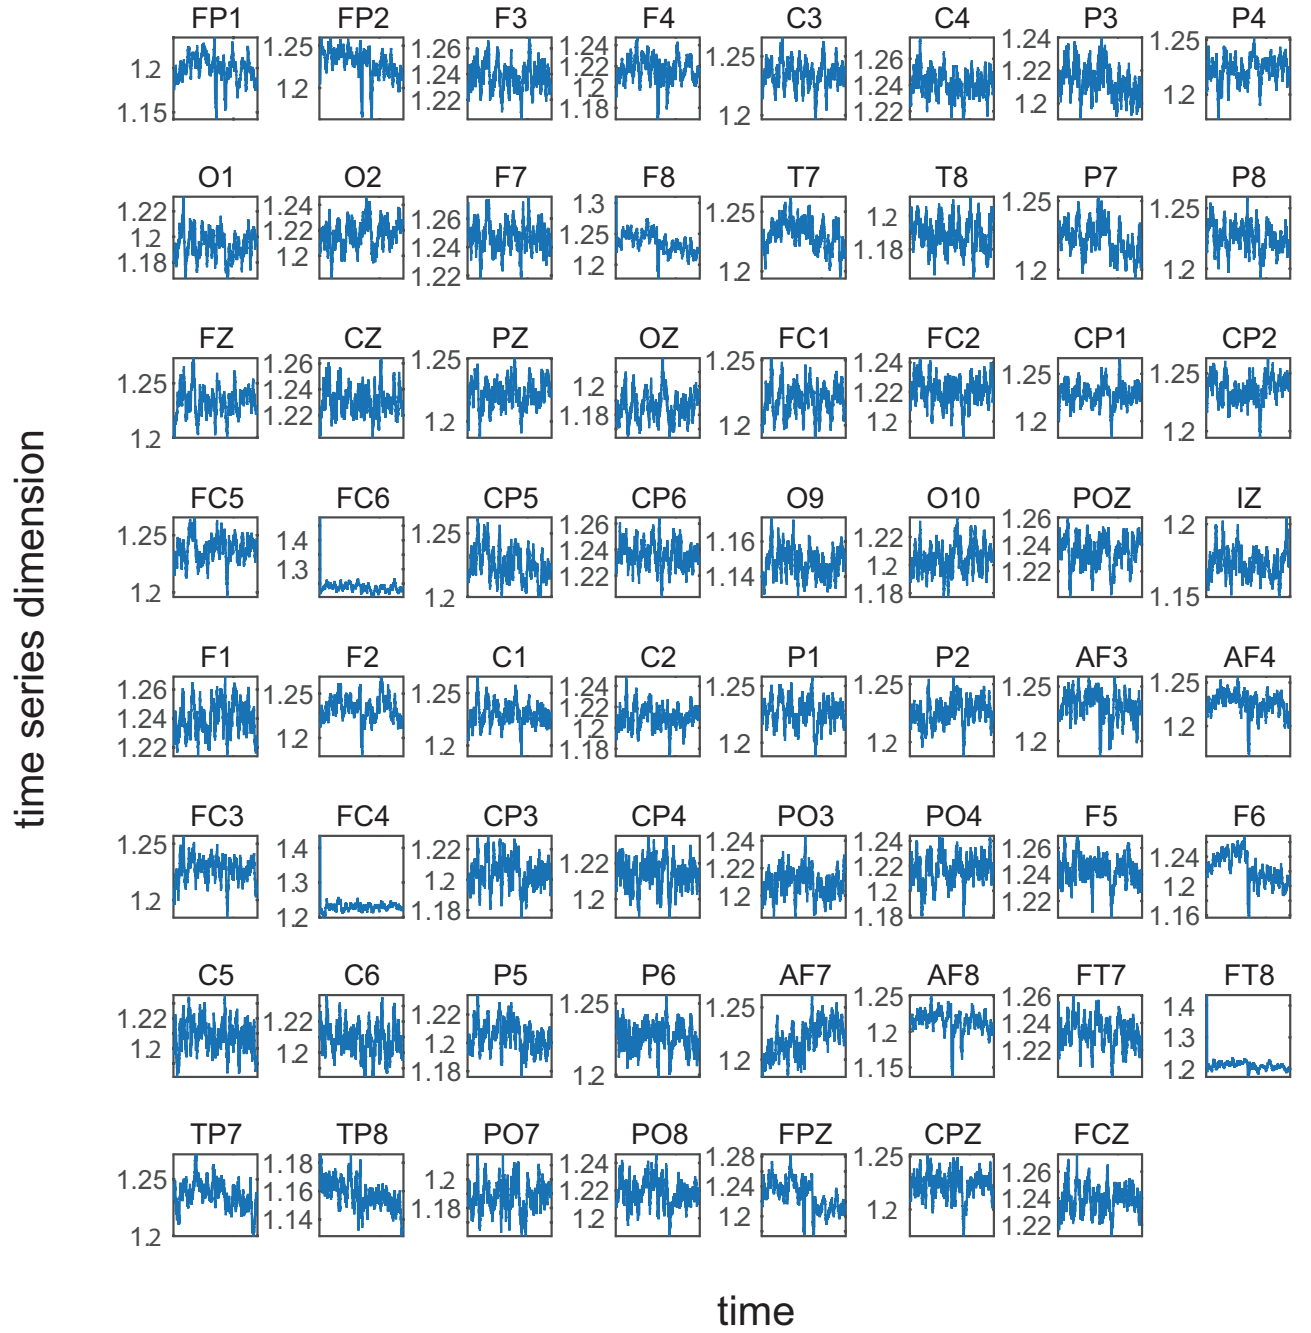 FP1 FP2 F3 F4 C3 C4 P3 P4
1.2 1.15
1.25 1.2
1.26 1.24 1.22
1.24 1.22 1.2 1.18
1.25 1.2
1.26 1.24 1.22
1.24 1.22 1.2
1.25 1.2
O1 O2 F7 F8 T7 T8 P7 P8
1.22 1.2 1.18
1.24 1.22 1.2
1.26 1.24 1.22
1.3 1.25 1.2
1.25 1.2
1.2 1.18
1.25 1.2
1.25 1.2
FZ CZ PZ OZ FC1 FC2 CP1 CP2
1.25 1.2
1.26 1.24 1.22
1.25 1.2
1.2 1.18
1.25 1.2
1.24 1.22 1.2
1.25 1.2
1.25 1.2
time series dimension
FC5 FC6 CP5 CP6 O9 O10 POZ IZ
1.25 1.2
1.4 1.3
1.25 1.2
1.26 1.24 1.22
1.16 1.14
1.22 1.2 1.18
1.26 1.24 1.22
1.2 1.15
F1 F2 C1 C2 P1 P2 AF3 AF4
1.26 1.24 1.22
1.25 1.2
1.25 1.2
1.24 1.22 1.2 1.18
1.25 1.2
1.25 1.2
1.25 1.2
1.25 1.2
FC3 FC4 CP3 CP4 PO3 PO4 F5 F6
1.25 1.2
1.4 1.3 1.2
1.22 1.2 1.18
1.22 1.2
1.24 1.22 1.2
1.24 1.22 1.2 1.18
1.26 1.24 1.22
1.24 1.2 1.16
C5 C6 P5 P6 AF7 AF8 FT7 FT8
1.22 1.2
1.22 1.2
1.22 1.2 1.18
1.25 1.2
1.25 1.2
1.25 1.2 1.15
1.26 1.24 1.22
1.4 1.3 1.2
TP7 TP8 PO7 PO8 FPZ CPZ FCZ
1.25 1.2
1.18 1.16 1.14
1.2 1.18
1.24 1.22 1.2
1.28 1.24 1.2
1.25 1.2
1.26 1.24 1.22
time